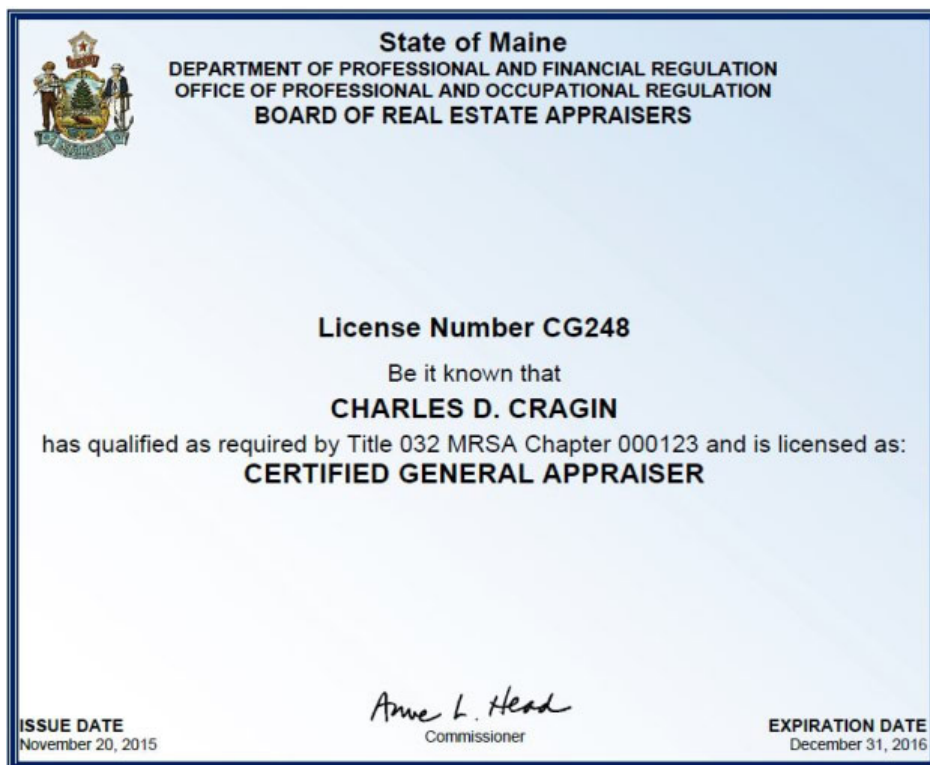 State of Maine
DEPARTMENT OF PROFESSIONAL AND FINANCIAL REGULATION
OFFICE OF PROFESSIONAL AND OCCUPATIONAL REGULATION
BOARD OF REAL ESTATE APPRAISERS
License Number CG248
Be it known that
CHARLES D. CRAGIN
has qualified as required by Title 032 MRSA Chapter 000123 and is licensed as:
CERTIFIED GENERAL APPRAISER
Anne L. Head
Commissioner
ISSUE DATE
November 20, 2015
EXPIRATION DATE
December 31, 2016